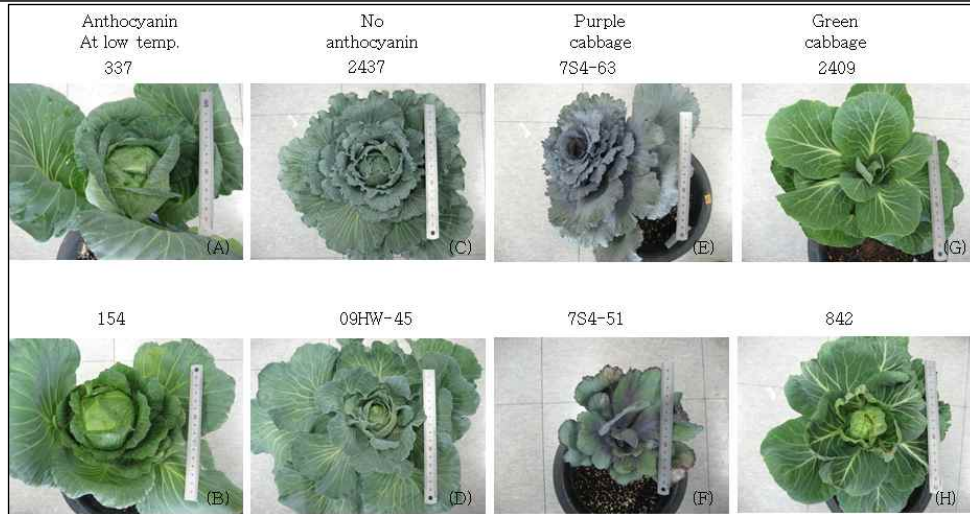 Anthocyanin
At low temp.
337
No
anthocyanin
2437
Purple
cabbage
7S4-63
Green
cabbage
2409
(A)
(C)
(E)
(G)
154
09HW-45
7S4-51
842
(B)
(D)
(F)
(H)